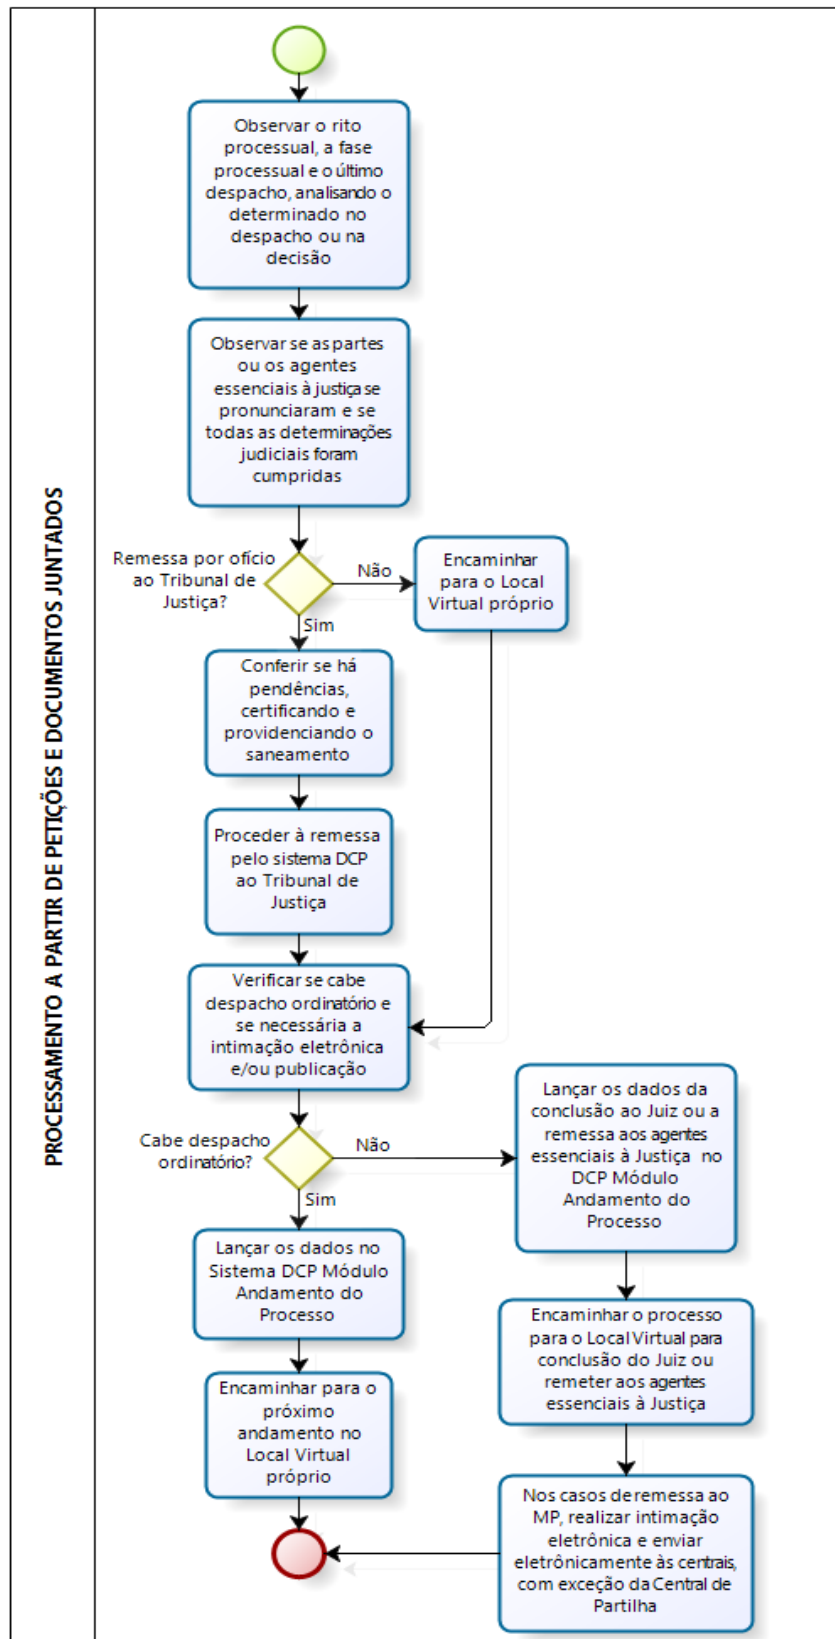 PROCESSAMENTO A PARTIR DE PETIÇÕES E DOCUMENTOS JUNTADOS
Observar o rito
processual, a fase
processual e o último
despacho, analisando o
determinado no
despacho ou na
decisão
Observar se as partes
ou os agentes
essenciais à justiça se
pronunciaram e se
todas as determinações
judiciais foram
cumpridas
Remessa por ofício
ao Tribunal de
Justiça?
Não
Encaminhar
para o Local
Virtual próprio
Sim
Conferir se há
pendências,
certificando e
providenciando o
saneamento
Proceder à remessa
pelo sistema DCP
ao Tribunal de
Justiça
Verificar se cabe
despacho ordinatório e
se necessária a
intimação eletrônica
e/ou publicação
Cabe despacho
ordinatório?
Não
Lançar os dados da
conclusão ao Juiz ou a
remessa aos agentes
essenciais à Justiça no
DCP Módulo
Andamento do
Processo
Sim
Lançar os dados no
Sistema DCP Módulo
Andamento do
Processo
Encaminhar o processo
para o Local Virtual para
conclusão do Juiz ou
remeter aos agentes
essenciais à Justiça
Encaminhar para o
próximo
andamento no
Local Virtual
próprio
Nos casos de remessa ao
MP, realizar intimação
eletrônica e enviar
eletrônicamente às centrais,
com exceção da Central de
Partilha